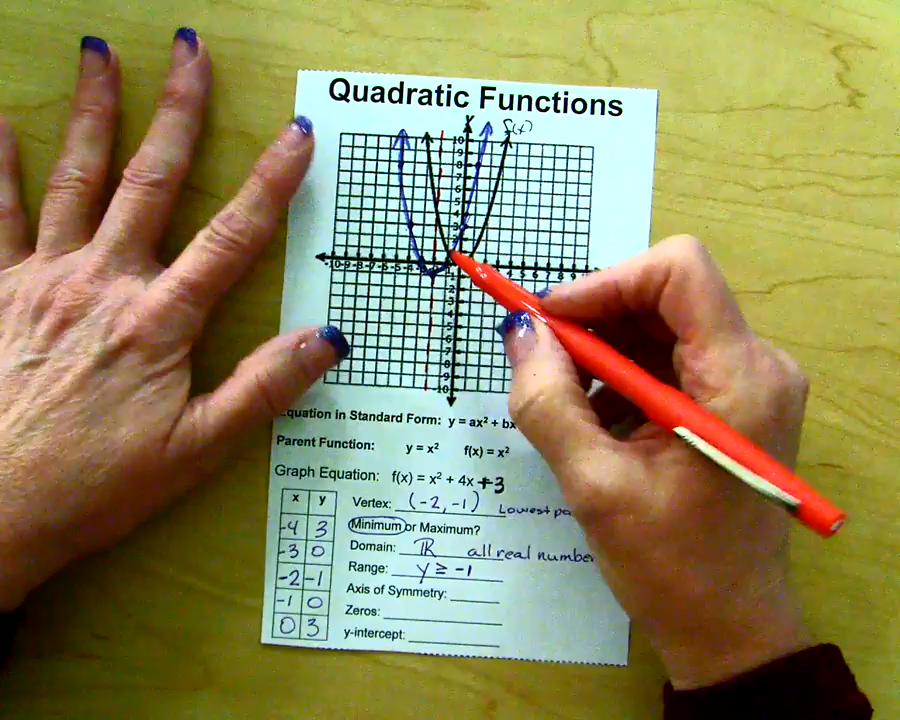 Quadratic Functions
Y
f(x)
Equation in Standard Form: y = ax² + bx
Parent Function: y = x² f(x) = x²
Graph Equation: f(x) = x² + 4x +3
x y
-4 3
-3 0
-2 -1
-1 0
0 3
Vertex: (-2, -1) Lowest
Minimum or Maximum?
Domain: ℝ all real number
Range: y ≥ -1
Axis of Symmetry:
Zeros:
y-intercept: